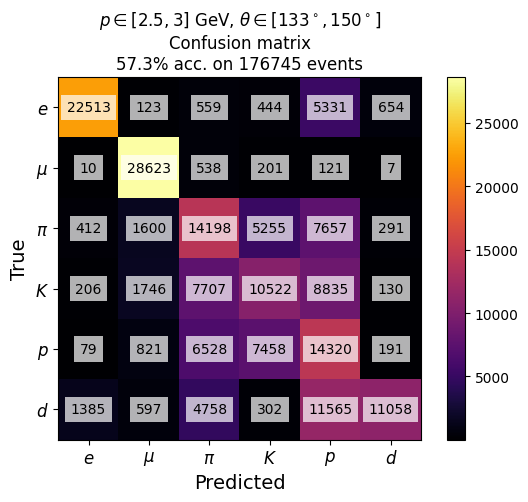 p ∈ [2.5, 3] GeV, θ ∈ [133°, 150°]
Confusion matrix
57.3% acc. on 176745 events
e 22513 123 559 444 5331 654
μ 10 28623 538 201 121 7
π 412 1600 14198 5255 7657 291
K 206 1746 7707 10522 8835 130
p 79 821 6528 7458 14320 191
d 1385 597 4758 302 11565 11058
e μ π K p d
True
Predicted
25000
20000
15000
10000
5000